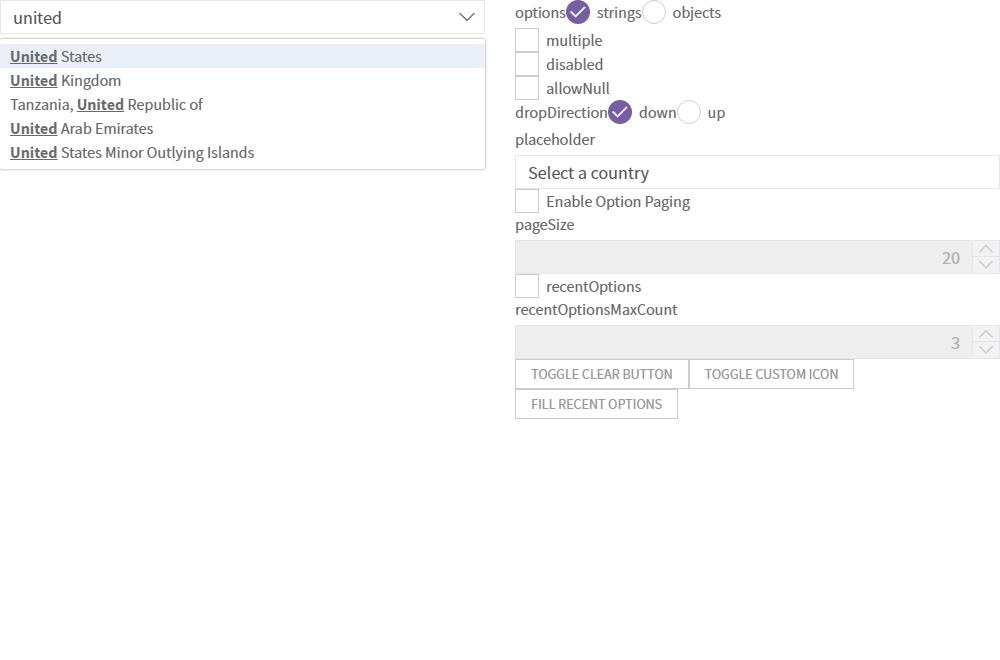 united
United States
United Kingdom
Tanzania, United Republic of
United Arab Emirates
United States Minor Outlying Islands
options strings objects
multiple
disabled
allowNull
dropDirection down up
placeholder
Select a country
Enable Option Paging
pageSize
20
recentOptions
recentOptionsMaxCount
3
TOGGLE CLEAR BUTTON TOGGLE CUSTOM ICON
FILL RECENT OPTIONS